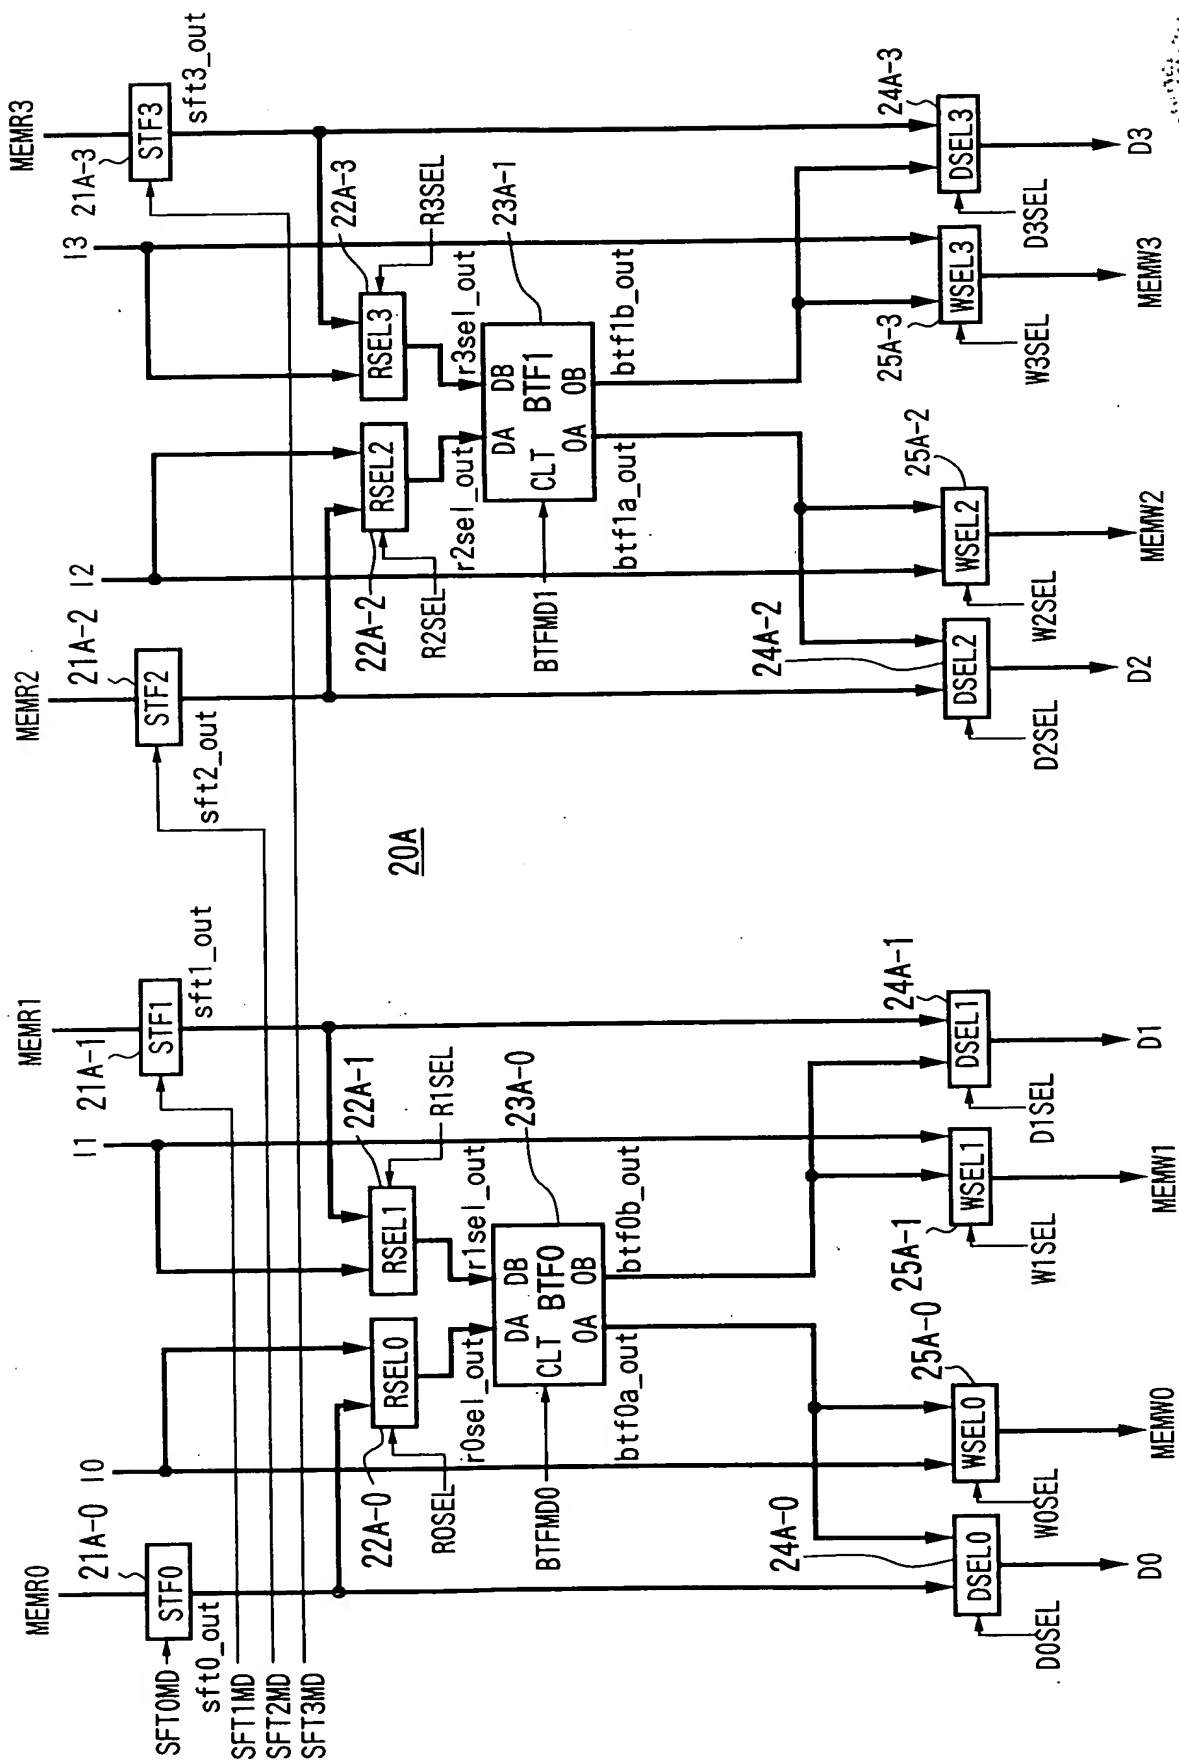 MEMR0
MEMR1
MEMR2
MEMR3
21A-0
I0
I1
21A-1
21A-2
I2
I3
21A-3
SFT0MD
STF0
STF1
STF2
STF3
sft0_out
sft1_out
sft2_out
sft3_out
SFT1MD
SFT2MD
SFT3MD
20A
22A-0
RSEL0
RSEL1
22A-1
22A-2
RSEL2
RSEL3
22A-3
R0SEL
R1SEL
R2SEL
R3SEL
r0sel_out
r1sel_out
r2sel_out
r3sel_out
DA
DB
CLT
BTF0
OA
OB
23A-0
DA
DB
CLT
BTF1
OA
OB
23A-1
BTFMD0
BTFMD1
btf0a_out
btf0b_out
btf1a_out
btf1b_out
24A-0
25A-0
25A-1
24A-1
24A-2
25A-2
25A-3
24A-3
DSEL0
WSEL0
WSEL1
DSEL1
DSEL2
WSEL2
WSEL3
DSEL3
D0SEL
W0SEL
W1SEL
D1SEL
D2SEL
W2SEL
W3SEL
D3SEL
D0
MEMW0
MEMW1
D1
D2
MEMW2
MEMW3
D3